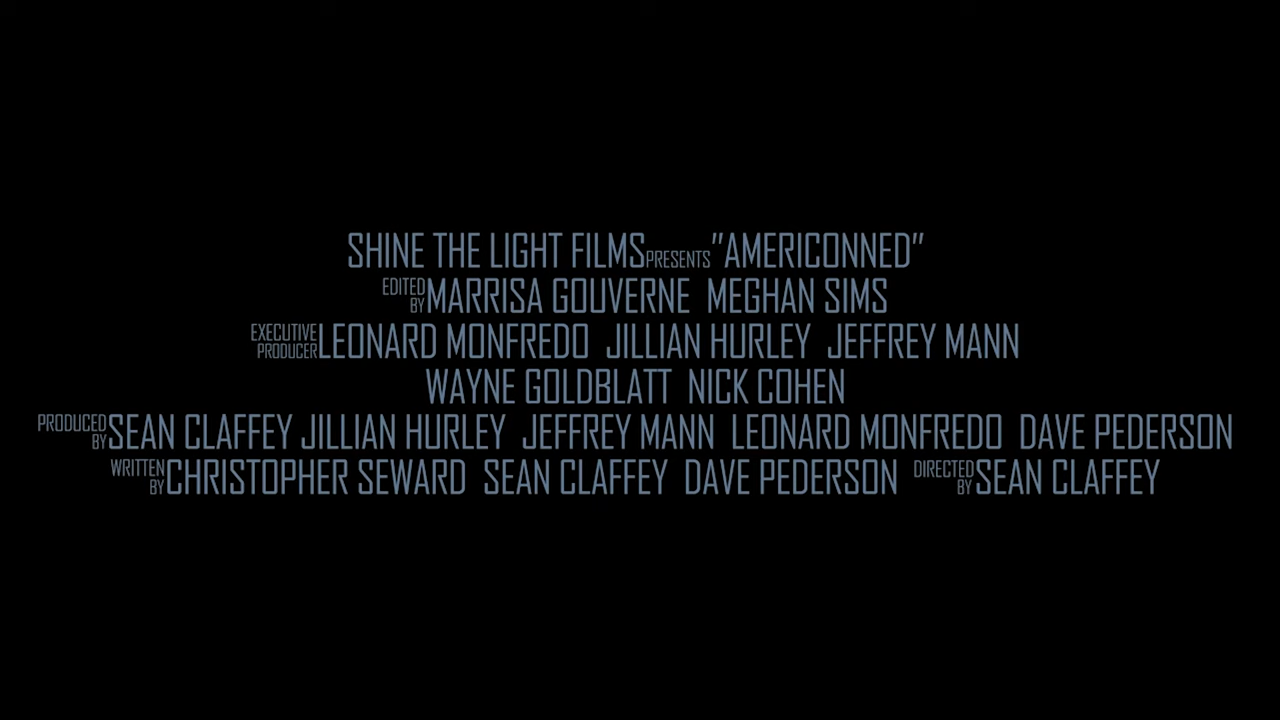 SHINE THE LIGHT FILMS PRESENTS "AMERICONNED"
EDITED BY MARRISA GOUVERNE MEGHAN SIMS
EXECUTIVE PRODUCER LEONARD MONFREDO JILLIAN HURLEY JEFFREY MANN
WAYNE GOLDBLATT NICK COHEN
PRODUCED BY SEAN CLAFFEY JILLIAN HURLEY JEFFREY MANN LEONARD MONFREDO DAVE PEDERSON
WRITTEN BY CHRISTOPHER SEWARD SEAN CLAFFEY DAVE PEDERSON DIRECTED BY SEAN CLAFFEY